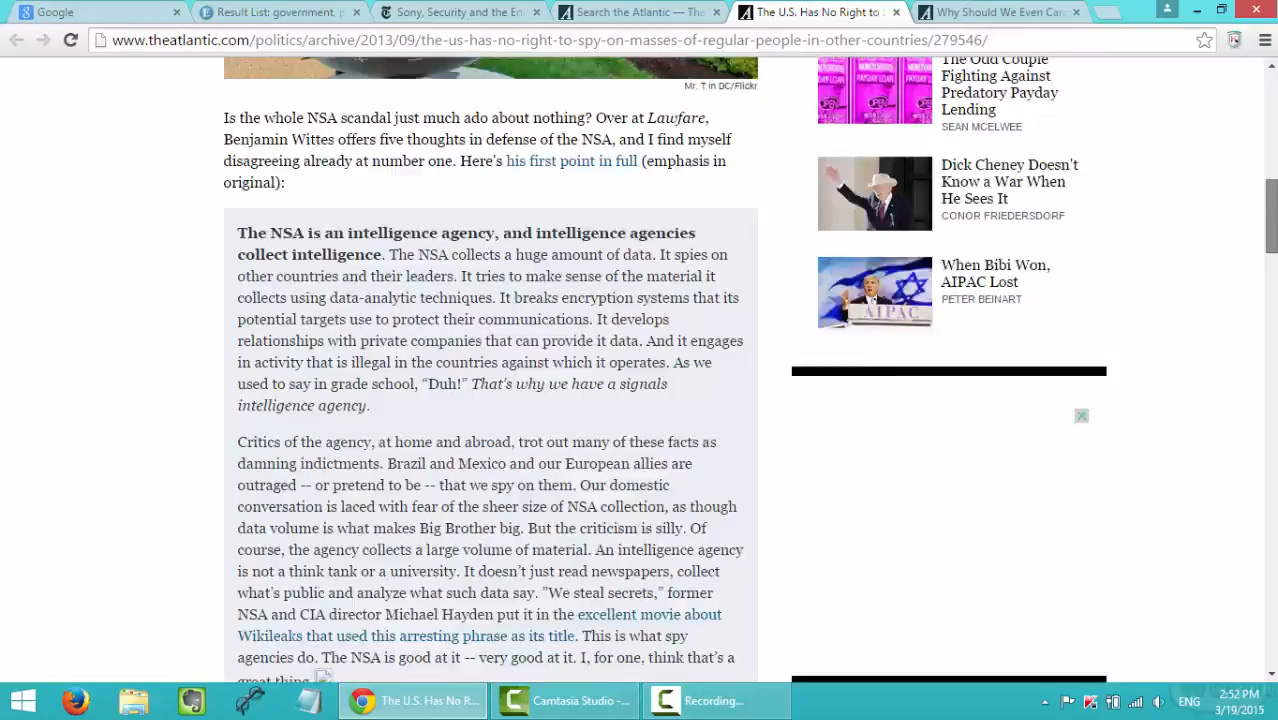 Google
Result List: government, p
Sony, Security and the En
Search the Atlantic — The
The U.S. Has No Right to S
Why Should We Even Care
www.theatlantic.com/politics/archive/2013/09/the-us-has-no-right-to-spy-on-masses-of-regular-people-in-other-countries/279546/
Mr. T in DC/Flickr
Is the whole NSA scandal just much ado about nothing? Over at Lawfare,
Benjamin Wittes offers five thoughts in defense of the NSA, and I find myself
disagreeing already at number one. Here's his first point in full (emphasis in
original):
The NSA is an intelligence agency, and intelligence agencies
collect intelligence. The NSA collects a huge amount of data. It spies on
other countries and their leaders. It tries to make sense of the material it
collects using data-analytic techniques. It breaks encryption systems that its
potential targets use to protect their communications. It develops
relationships with private companies that can provide it data. And it engages
in activity that is illegal in the countries against which it operates. As we
used to say in grade school, “Duh!” That's why we have a signals
intelligence agency.
Critics of the agency, at home and abroad, trot out many of these facts as
damning indictments. Brazil and Mexico and our European allies are
outraged -- or pretend to be -- that we spy on them. Our domestic
conversation is laced with fear of the sheer size of NSA collection, as though
data volume is what makes Big Brother big. But the criticism is silly. Of
course, the agency collects a large volume of material. An intelligence agency
is not a think tank or a university. It doesn't just read newspapers, collect
what's public and analyze what such data say. ”We steal secrets,” former
NSA and CIA director Michael Hayden put it in the excellent movie about
Wikileaks that used this arresting phrase as its title. This is what spy
agencies do. The NSA is good at it -- very good at it. I, for one, think that's a
great thing.
The Odd Couple
Fighting Against
Predatory Payday
Lending
SEAN MCELWEE
Dick Cheney Doesn't
Know a War When
He Sees It
CONOR FRIEDERSDORF
When Bibi Won,
AIPAC Lost
PETER BEINART
PAYDAY LOAN
OPEN
AIPAC
The U.S. Has No R...
Camtasia Studio -...
Recording...
ENG
2:52 PM
3/19/2015